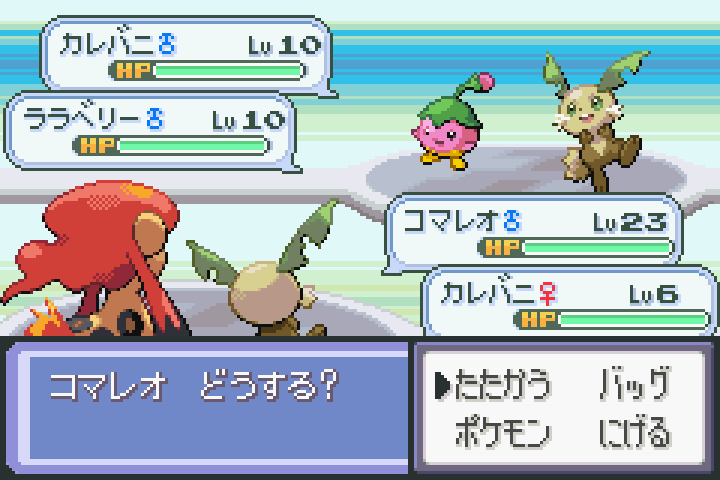 カレバニ♂ Lv10
HP
ララベリー♂ Lv10
HP
コマレオ♂ Lv23
HP
カレバニ♀ Lv6
HP
コマレオ どうする?
▶たたかう バッグ
ポケモン にげる